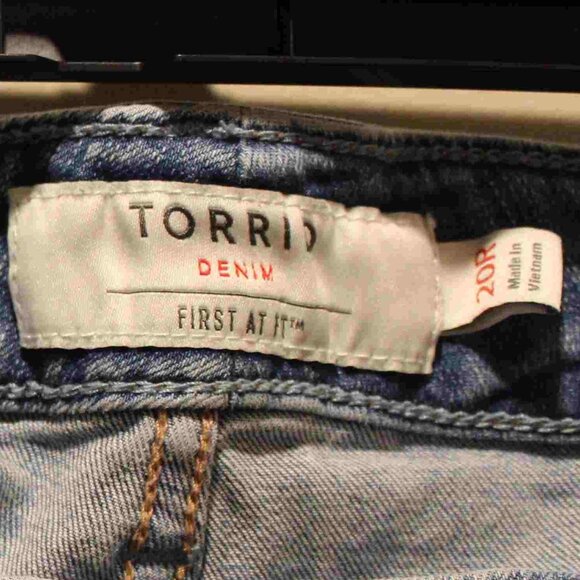 TORRID
DENIM
FIRST AT IT™
20R
Made in
Vietnam